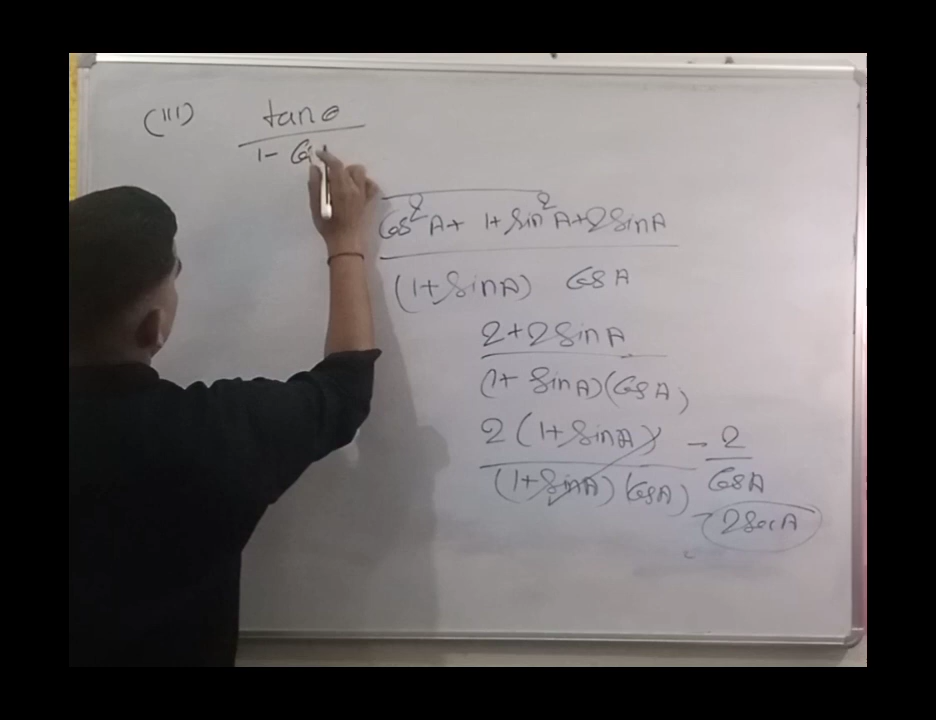 (III) tanθ
1 - Co
Cos²A + 1 + Sin²A + 2SinA
(1+SinA) CosA
2+2SinA
(1+ SinA)(CosA)
2(1+SinA) - 2
(1+SinA) (CosA) CosA
- 2SecA